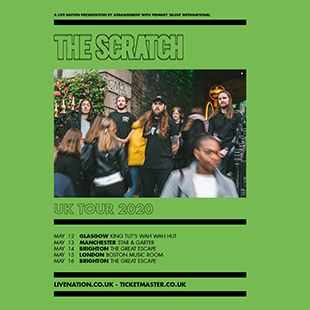 A LIVE NATION PRESENTATION BY ARRANGEMENT WITH PRIMARY TALENT INTERNATIONAL
THE SCRATCH
UK TOUR 2020
MAY 12 GLASGOW KING TUT'S WAH WAH HUT
MAY 13 MANCHESTER STAR & GARTER
MAY 14 BRIGHTON THE GREAT ESCAPE
MAY 15 LONDON BOSTON MUSIC ROOM
MAY 16 BRIGHTON THE GREAT ESCAPE
LIVENATION.CO.UK - TICKETMASTER.CO.UK